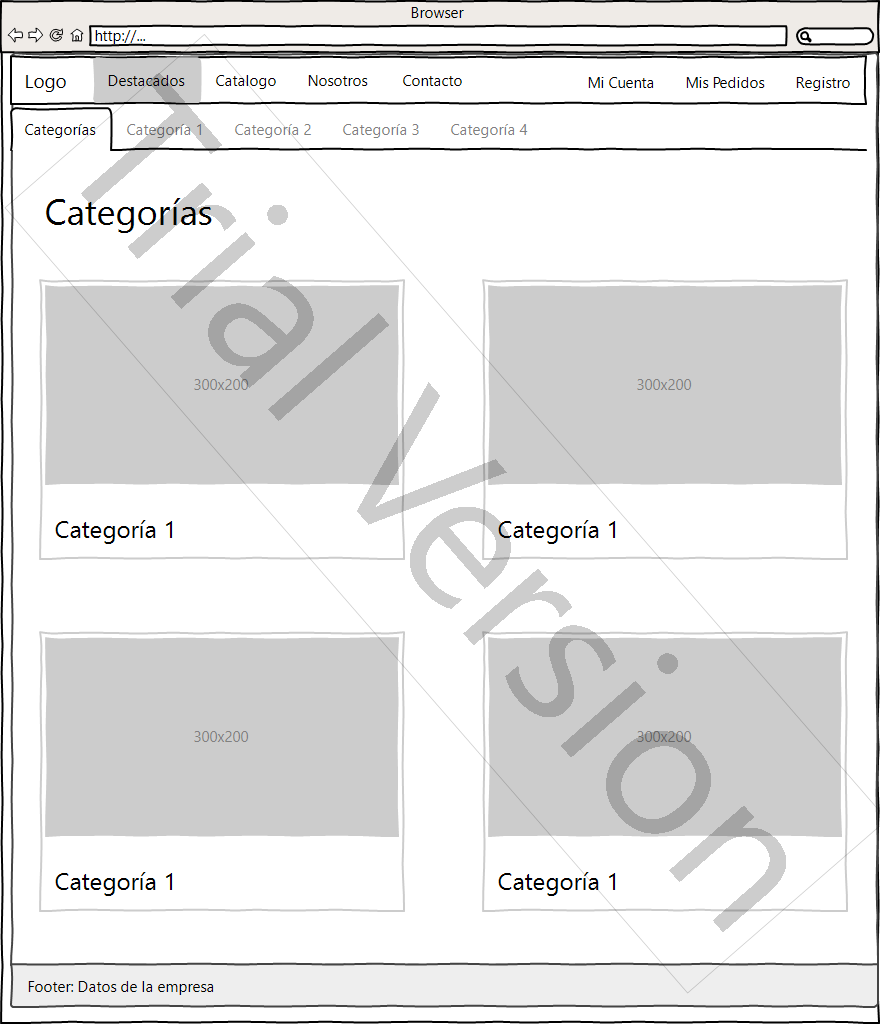 Browser
http://...
Logo Destacados Catalogo Nosotros Contacto Mi Cuenta Mis Pedidos Registro
Categorías Categoría 1 Categoría 2 Categoría 3 Categoría 4
Categorías
300x200 300x200
Categoría 1 Categoría 1
300x200 300x200
Categoría 1 Categoría 1
Footer: Datos de la empresa
Trial Version